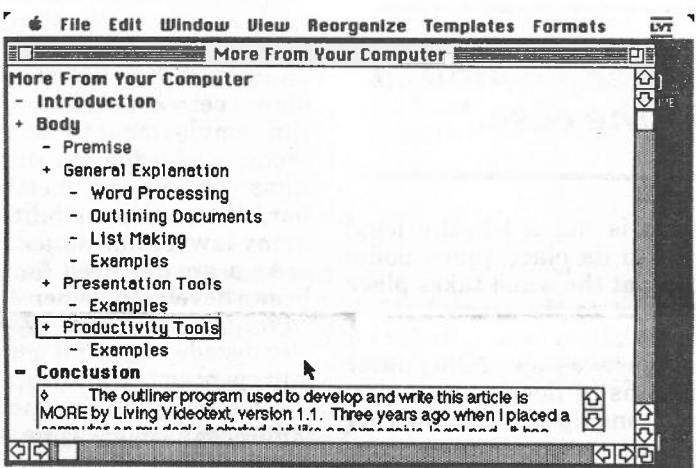 File Edit Window View Reorganize Templates Formats LVT
More From Your Computer
More From Your Computer
- Introduction
+ Body
- Premise
+ General Explanation
- Word Processing
- Outlining Documents
- List Making
- Examples
+ Presentation Tools
- Examples
+ Productivity Tools
- Examples
- Conclusion
◊ The outliner program used to develop and write this article is
MORE by Living Videotext, version 1.1. Three years ago when I placed a